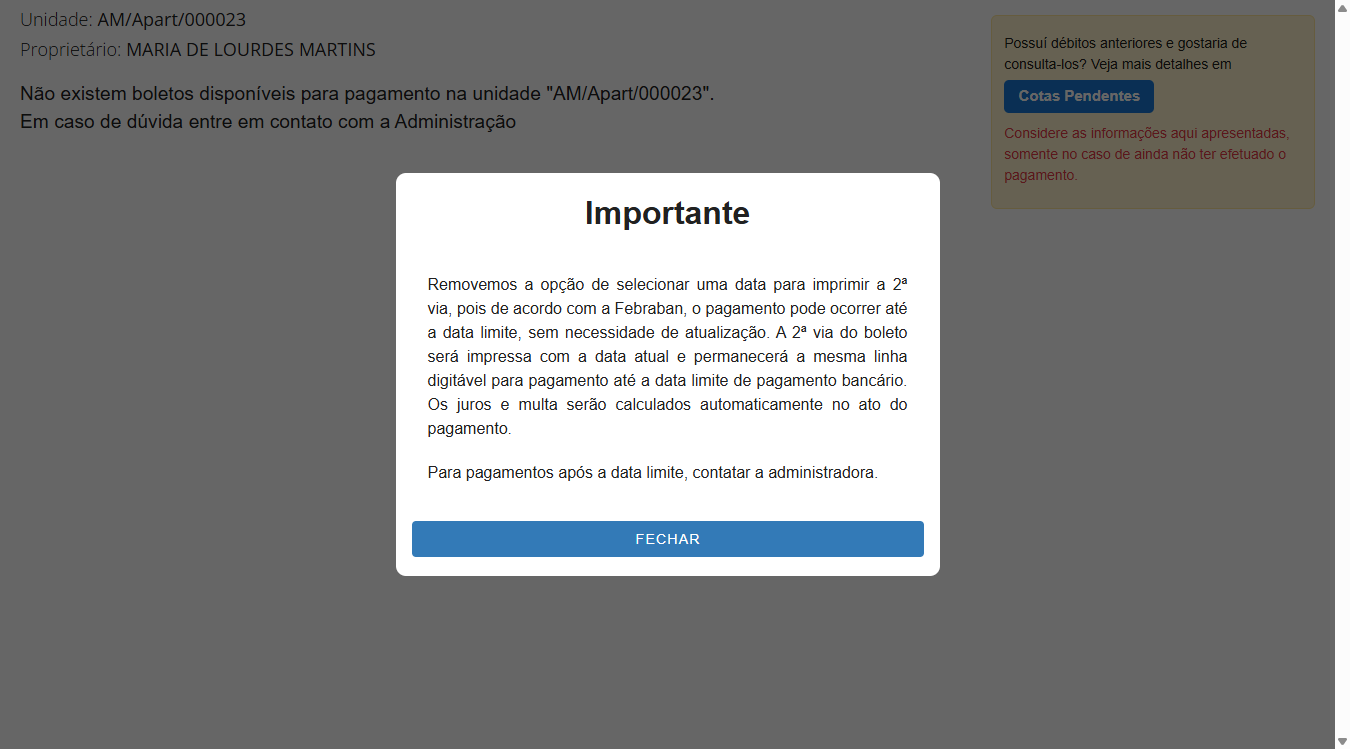 Unidade: AM/Apart/000023
Proprietário: MARIA DE LOURDES MARTINS
Não existem boletos disponíveis para pagamento na unidade "AM/Apart/000023".
Em caso de dúvida entre em contato com a Administração
Possuí débitos anteriores e gostaria de
consulta-los? Veja mais detalhes em
Cotas Pendentes
Considere as informações aqui apresentadas,
somente no caso de ainda não ter efetuado o
pagamento.
Importante
Removemos a opção de selecionar uma data para imprimir a 2ª
via, pois de acordo com a Febraban, o pagamento pode ocorrer até
a data limite, sem necessidade de atualização. A 2ª via do boleto
será impressa com a data atual e permanecerá a mesma linha
digitável para pagamento até a data limite de pagamento bancário.
Os juros e multa serão calculados automaticamente no ato do
pagamento.
Para pagamentos após a data limite, contatar a administradora.
FECHAR